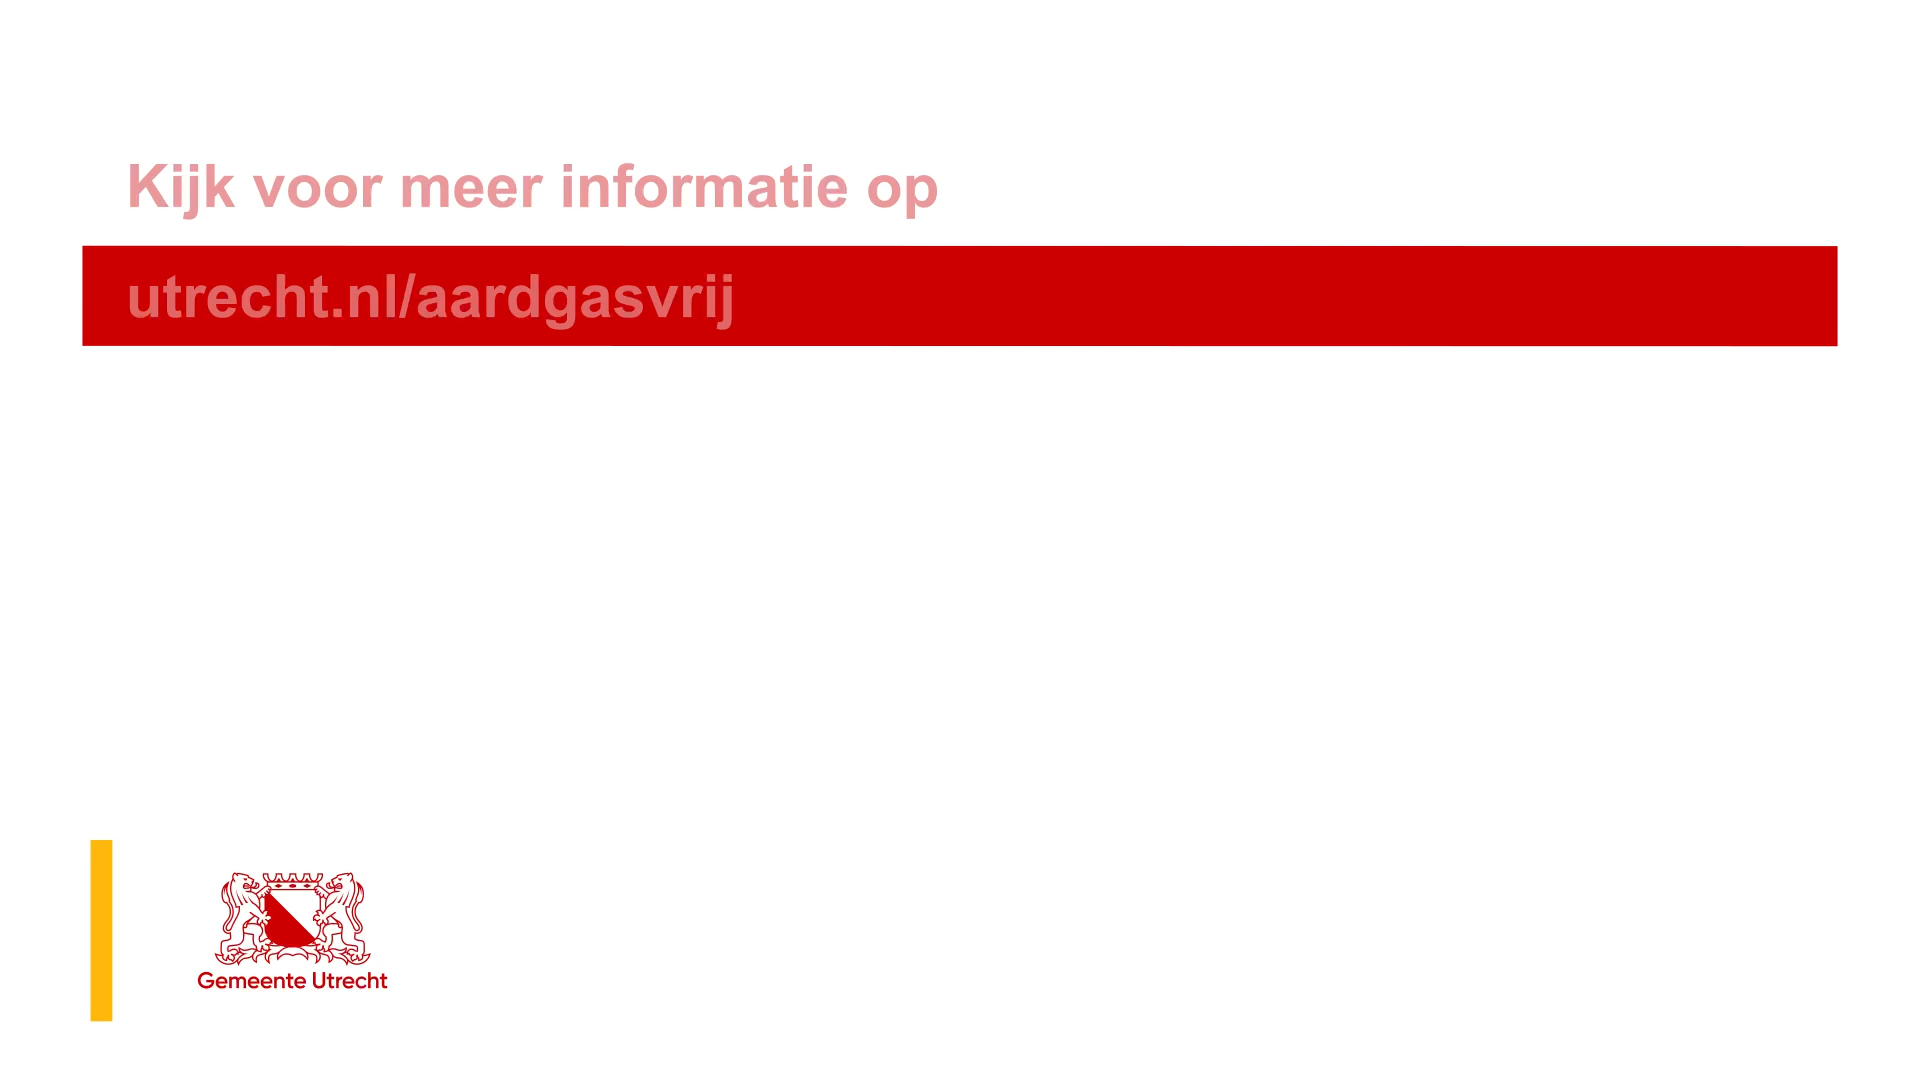 Kijk voor meer informatie op
utrecht.nl/aardgasvrij
Gemeente Utrecht